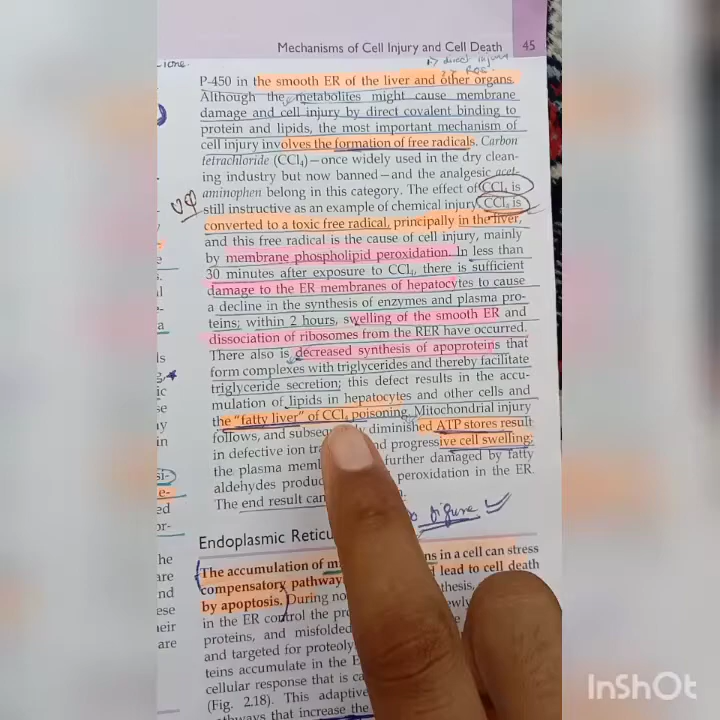 Mechanisms of Cell Injury and Cell Death 45
1·> direct injury
ROS
P-450 in the smooth ER of the liver and other organs.
Although the metabolites might cause membrane
damage and cell injury by direct covalent binding to
protein and lipids, the most important mechanism of
cell injury involves the formation of free radicals. Carbon
tetrachloride (CCl₄)—once widely used in the dry clean-
ing industry but now banned—and the analgesic acet-
aminophen belong in this category. The effect of CCl₄ is
still instructive as an example of chemical injury. CCl₄ is
converted to a toxic free radical, principally in the liver,
and this free radical is the cause of cell injury, mainly
by membrane phospholipid peroxidation. In less than
30 minutes after exposure to CCl₄, there is sufficient
damage to the ER membranes of hepatocytes to cause
a decline in the synthesis of enzymes and plasma pro-
teins; within 2 hours, swelling of the smooth ER and
dissociation of ribosomes from the RER have occurred.
There also is decreased synthesis of apoproteins that
form complexes with triglycerides and thereby facilitate
triglyceride secretion; this defect results in the accu-
mulation of lipids in hepatocytes and other cells and
the "fatty liver" of CCl₄ poisoning. Mitochondrial injury
follows, and diminished ATP stores result
in defective ion and progressive cell swelling;
the plasma further damaged by fatty
aldehydes peroxidation in the ER.
The end result can
figure
Endoplasmic
The accumulation of in a cell can stress
compensatory lead to cell death
by apoptosis. During
in the ER control the
proteins, and misfolded
and targeted for
teins accumulate in the
cellular response that is
(Fig. 2.18). This adaptive
pathways that increase the
InShOt